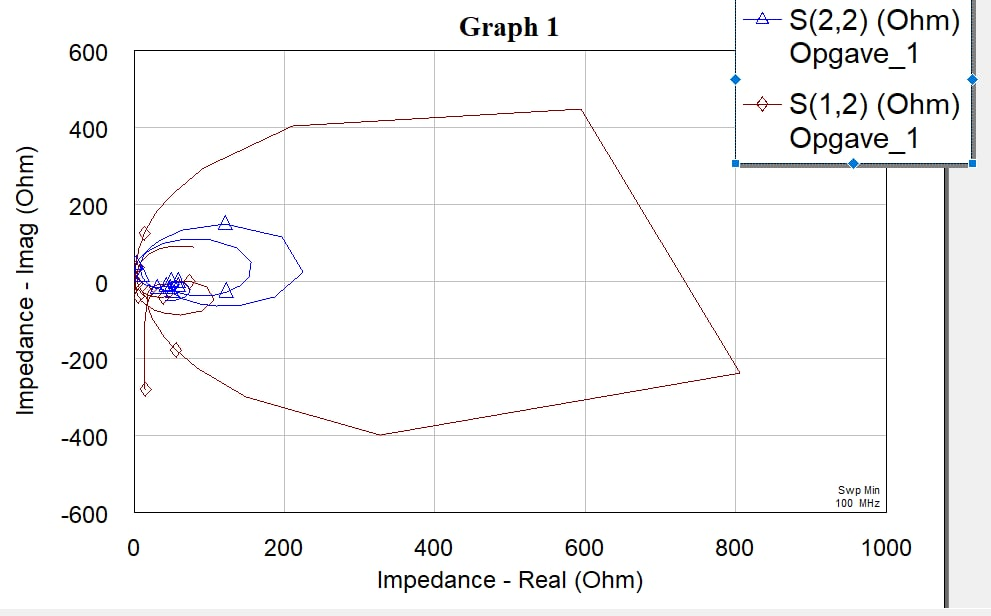 Graph 1
S(2,2) (Ohm)
Opgave_1
S(1,2) (Ohm)
Opgave_1
600
400
200
0
-200
-400
-600
Impedance - Imag (Ohm)
Swp Min
100 MHz
0
200
400
600
800
1000
Impedance - Real (Ohm)